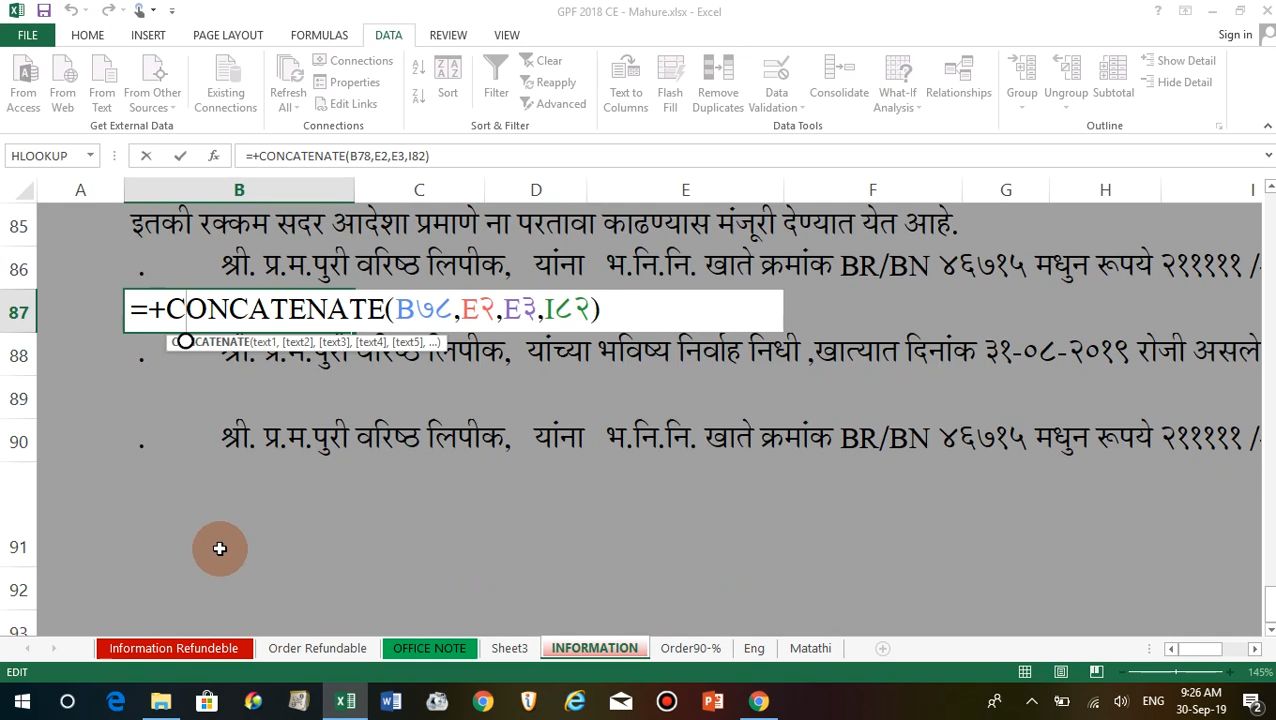 GPF 2018 CE - Mahure.xlsx - Excel
FILE HOME INSERT PAGE LAYOUT FORMULAS DATA REVIEW VIEW Sign in
From Access From Web From Text From Other Sources Existing Connections Refresh All Connections Properties Edit Links Sort Filter Clear Reapply Advanced Text to Columns Flash Fill Remove Duplicates Data Validation Consolidate What-If Analysis Relationships Group Ungroup Subtotal Show Detail Hide Detail
Get External Data Connections Sort & Filter Data Tools Outline
HLOOKUP =+CONCATENATE(B78,E2,E3,I82)
A B C D E F G H I
85 इतकी रक्कम सदर आदेशा प्रमाणे ना परतावा काढण्यास मंजूरी देण्यात येत आहे.
86 . श्री. प्र.म.पुरी वरिष्ठ लिपीक, यांना भ.नि.नि. खाते क्रमांक BR/BN ४६७१५ मधुन रूपये २११११११ /
87 =+CONCATENATE(B७८,E२,E३,I८२)
CONCATENATE(text1, [text2], [text3], [text4], [text5], ...)
88 . श्री. प्र.म.पुरी वरिष्ठ लिपीक, यांच्या भविष्य निर्वाह निधी ,खात्यात दिनांक ३१-०८-२०१९ रोजी असले
89
90 . श्री. प्र.म.पुरी वरिष्ठ लिपीक, यांना भ.नि.नि. खाते क्रमांक BR/BN ४६७१५ मधुन रूपये २११११११ /
91
92
93
Information Refundeble Order Refundable OFFICE NOTE Sheet3 INFORMATION Order90-% Eng Matathi
EDIT 145%
ENG 9:26 AM
30-Sep-19 2